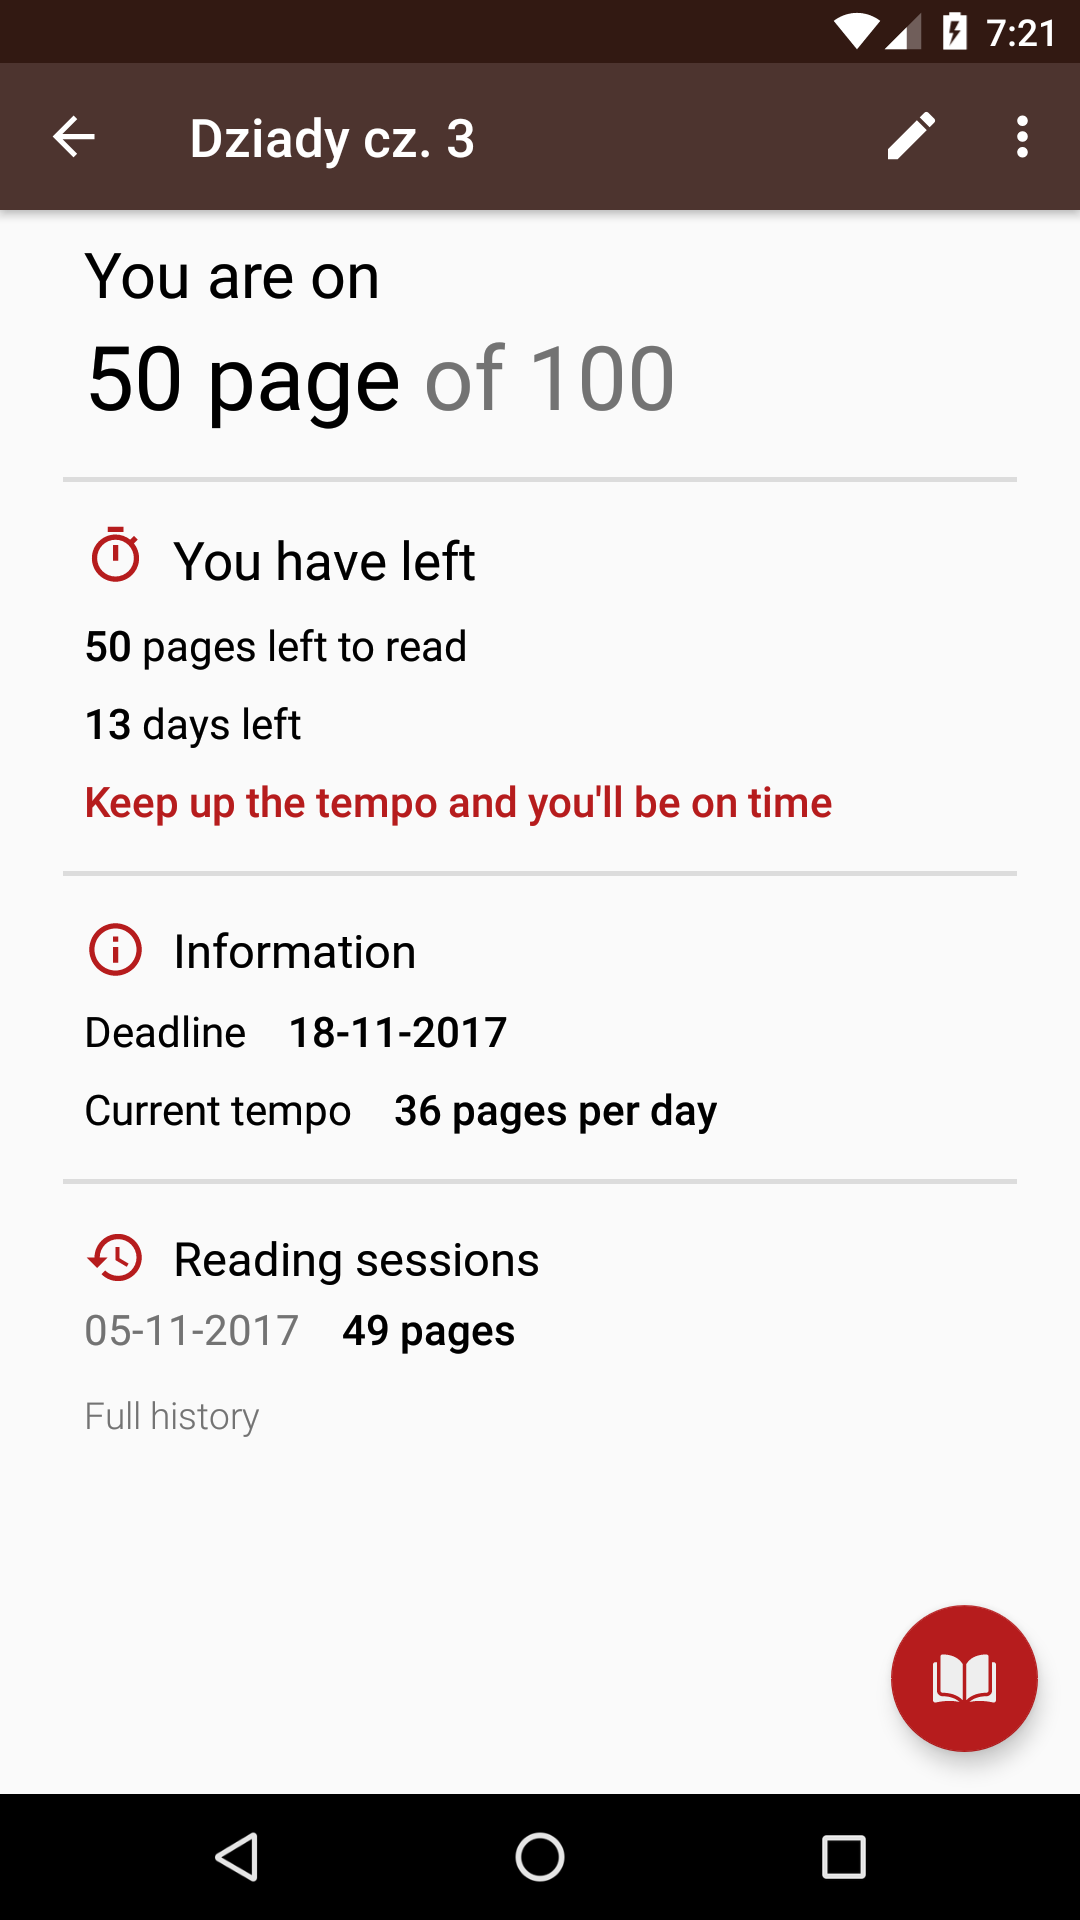 7:21
Dziady cz. 3
You are on
50 page of 100
You have left
50 pages left to read
13 days left
Keep up the tempo and you'll be on time
Information
Deadline 18-11-2017
Current tempo 36 pages per day
Reading sessions
05-11-2017 49 pages
Full history